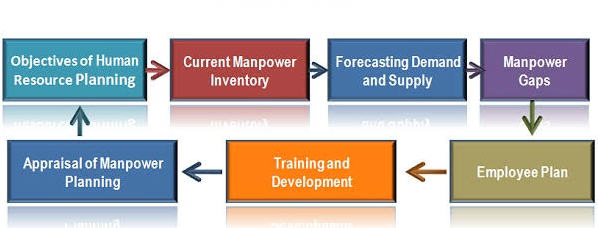 Objectives of Human
Resource Planning
Current Manpower
Inventory
Forecasting Demand
and Supply
Manpower
Gaps
Employee Plan
Training and
Development
Appraisal of Manpower
Planning